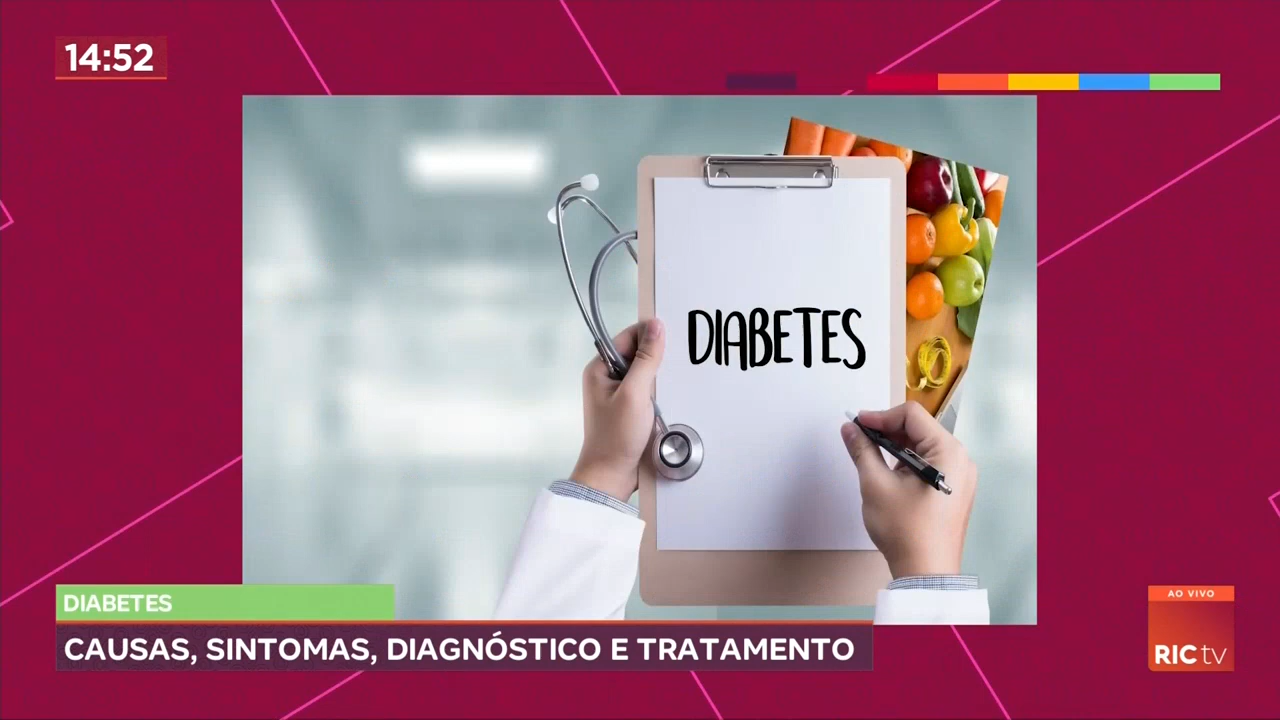 14:52
DIABETES
DIABETES
CAUSAS, SINTOMAS, DIAGNÓSTICO E TRATAMENTO
AO VIVO
RIC tv